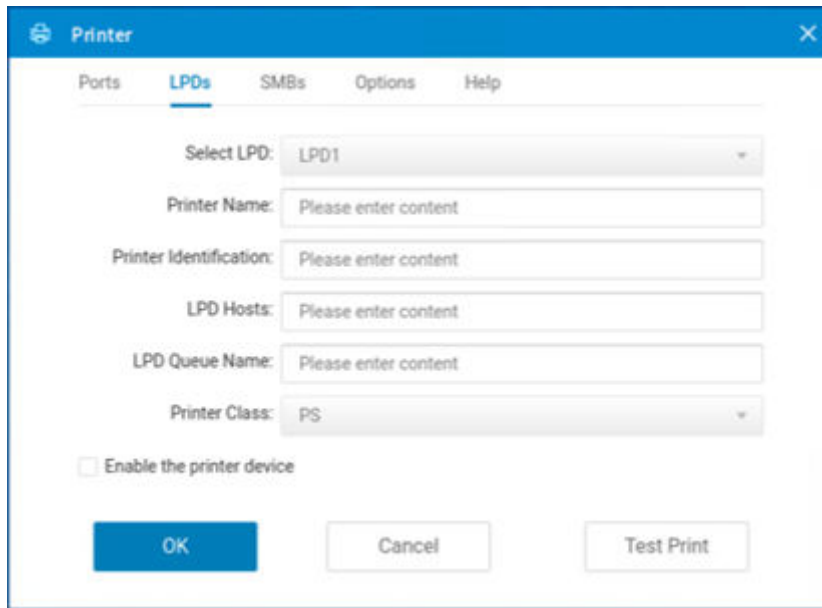 Printer
Ports LPDs SMBs Options Help
Select LPD: LPD1
Printer Name: Please enter content
Printer Identification: Please enter content
LPD Hosts: Please enter content
LPD Queue Name: Please enter content
Printer Class: PS
Enable the printer device
OK Cancel Test Print